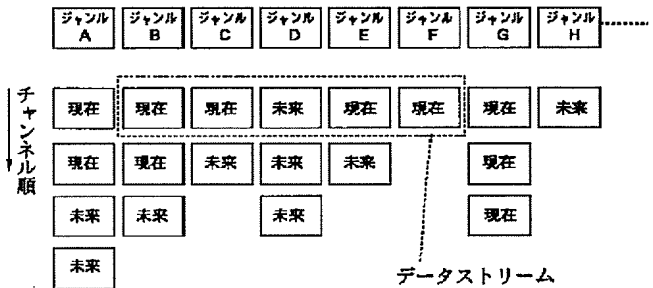 ジャンル
A
ジャンル
B
ジャンル
C
ジャンル
D
ジャンル
E
ジャンル
F
ジャンル
G
ジャンル
H
チャンネル順
現在 現在 現在 未来 現在 現在 現在 未来
現在 現在 未来 未来 未来 現在
未来 未来 未来 現在
未来
データストリーム